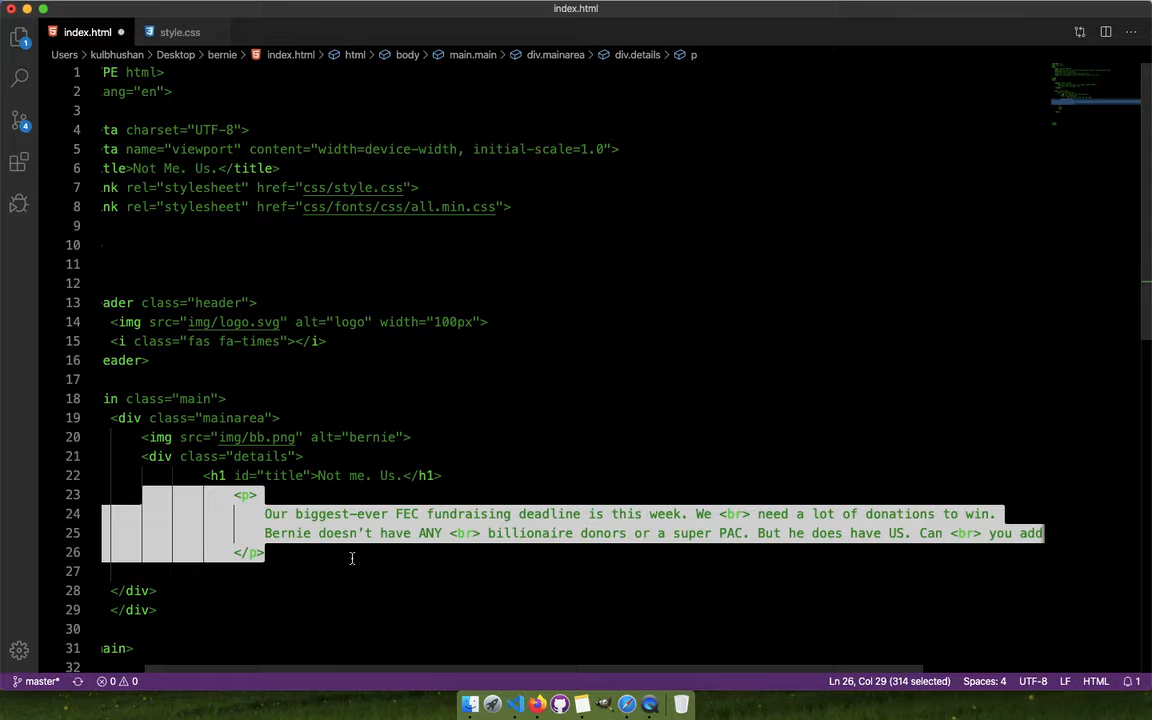 index.html
index.html
style.css
Users > kulbhushan > Desktop > bernie > index.html > html > body > main.main > div.mainarea > div.details > p
1 PE html>
2 ang="en">
3
4 ta charset="UTF-8">
5 ta name="viewport" content="width=device-width, initial-scale=1.0">
6 tle>Not Me. Us.</title>
7 nk rel="stylesheet" href="css/style.css">
8 nk rel="stylesheet" href="css/fonts/css/all.min.css">
9
10
11
12
13 ader class="header">
14 <img src="img/logo.svg" alt="logo" width="100px">
15 <i class="fas fa-times"></i>
16 eader>
17
18 in class="main">
19 <div class="mainarea">
20 <img src="img/bb.png" alt="bernie">
21 <div class="details">
22 <h1 id="title">Not me. Us.</h1>
23 <p>
24 Our biggest-ever FEC fundraising deadline is this week. We <br> need a lot of donations to win.
25 Bernie doesn’t have ANY <br> billionaire donors or a super PAC. But he does have US. Can <br> you add
26 </p>
27
28 </div>
29 </div>
30
31 ain>
32
1
4
master* 0 0 Ln 26, Col 29 (314 selected) Spaces: 4 UTF-8 LF HTML 1